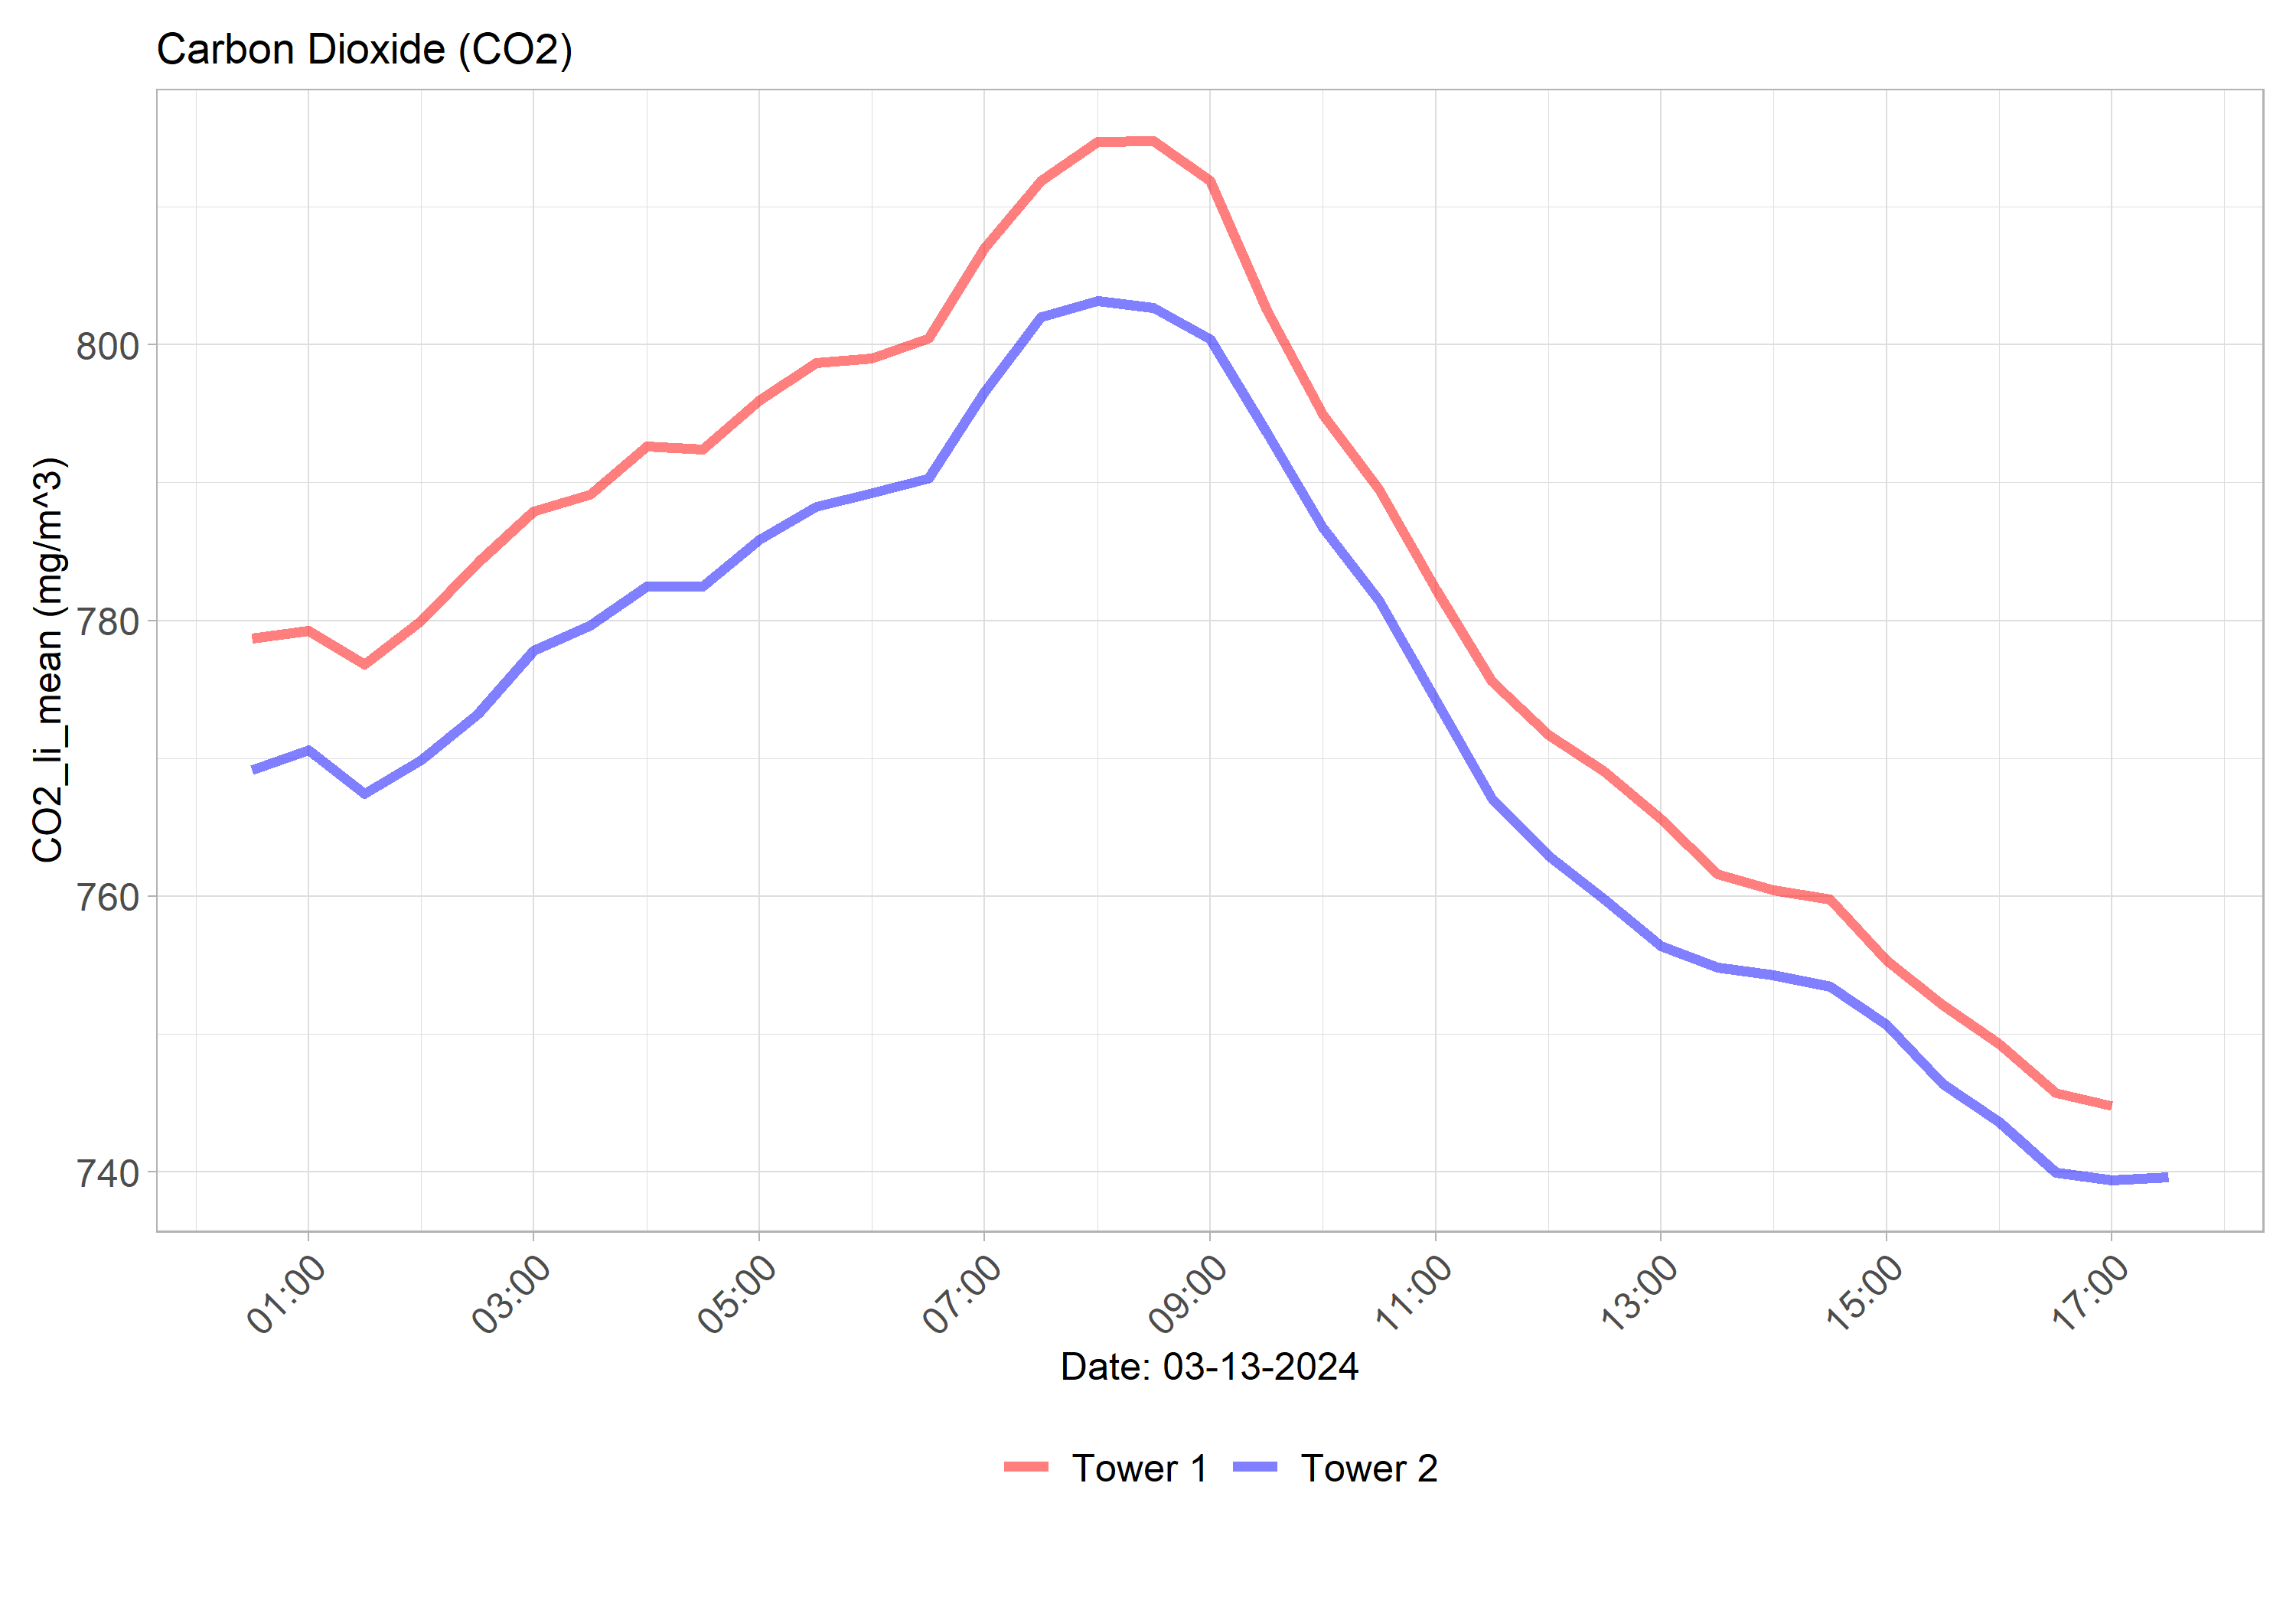 Carbon Dioxide (CO2)
CO2_li_mean (mg/m^3)
800
780
760
740
01:00 03:00 05:00 07:00 09:00 11:00 13:00 15:00 17:00
Date: 03-13-2024
Tower 1 Tower 2